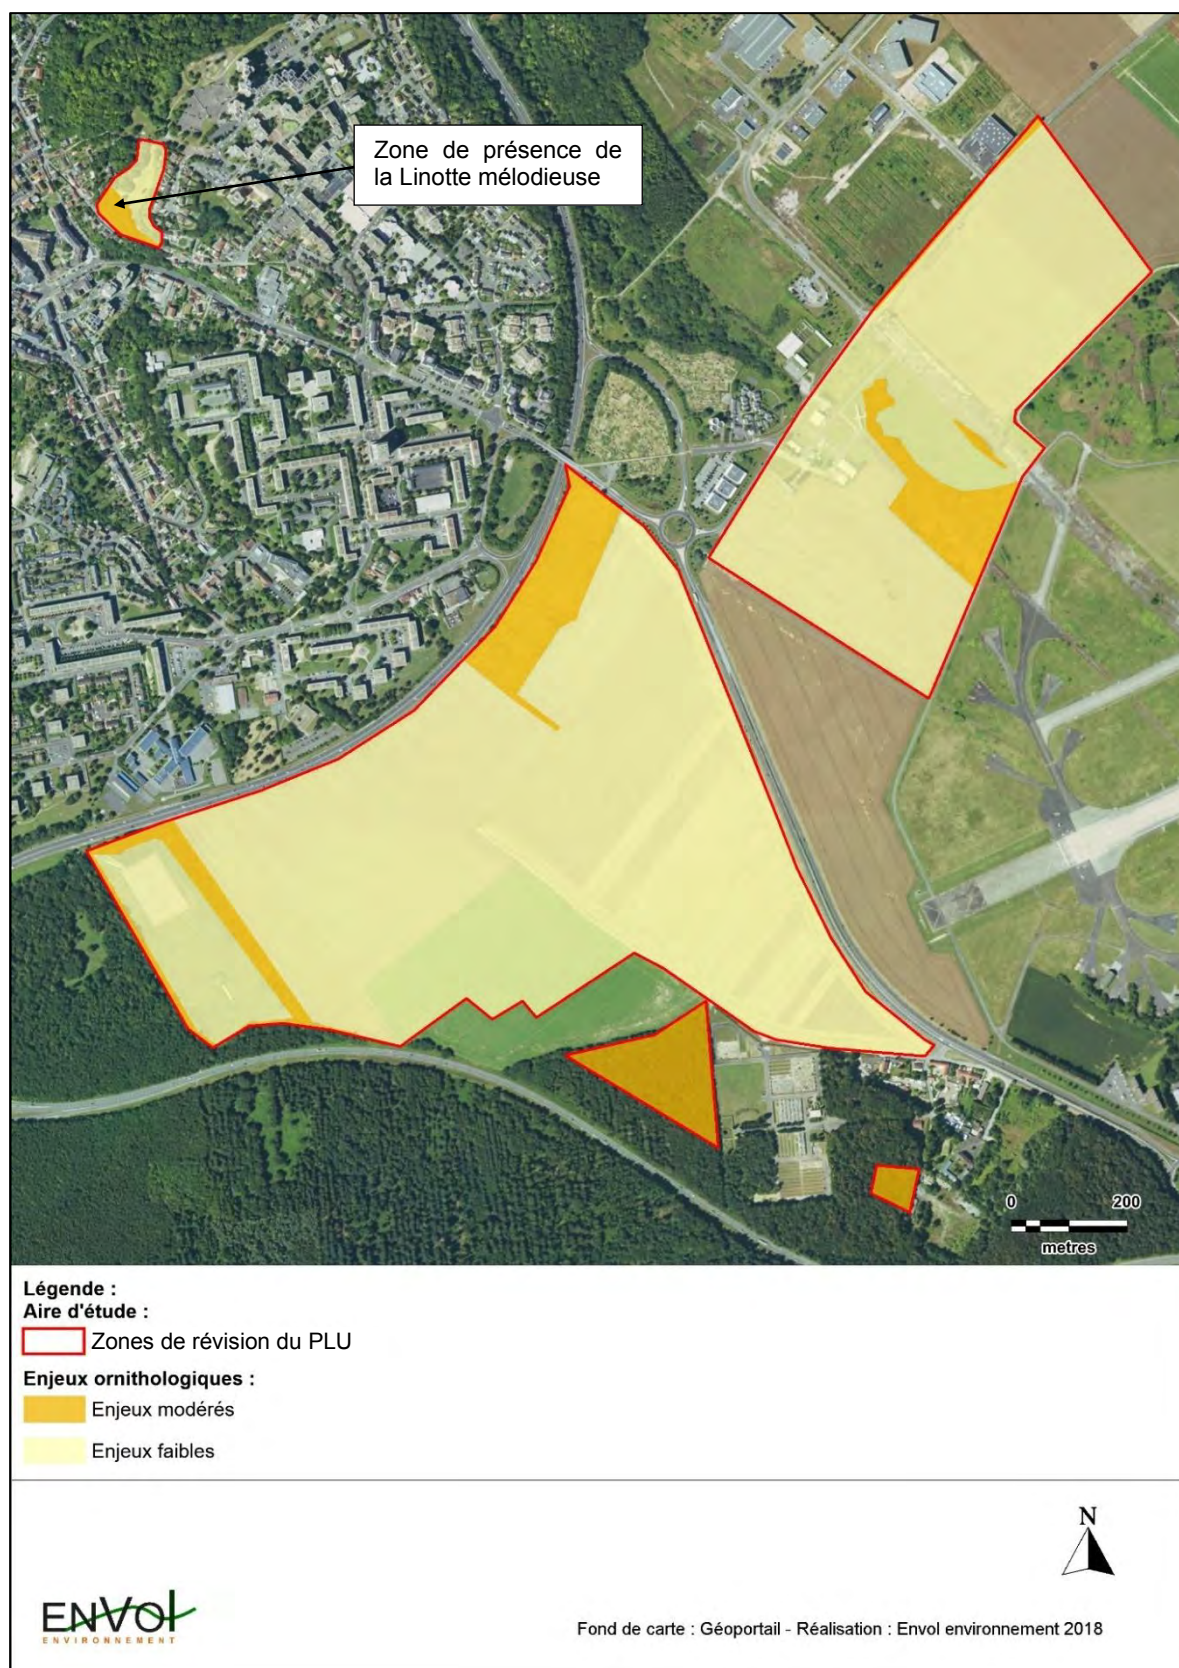 Zone de présence de
la Linotte mélodieuse
0 200
metres
Légende :
Aire d'étude :
Zones de révision du PLU
Enjeux ornithologiques :
Enjeux modérés
Enjeux faibles
N
ENVOL
ENVIRONNEMENT
Fond de carte : Géoportail - Réalisation : Envol environnement 2018